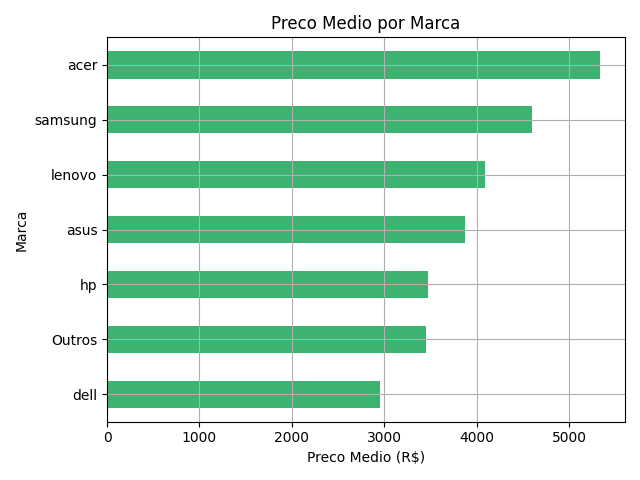 Preco Medio por Marca
Marca
acer
samsung
lenovo
asus
hp
Outros
dell
0 1000 2000 3000 4000 5000
Preco Medio (R$)